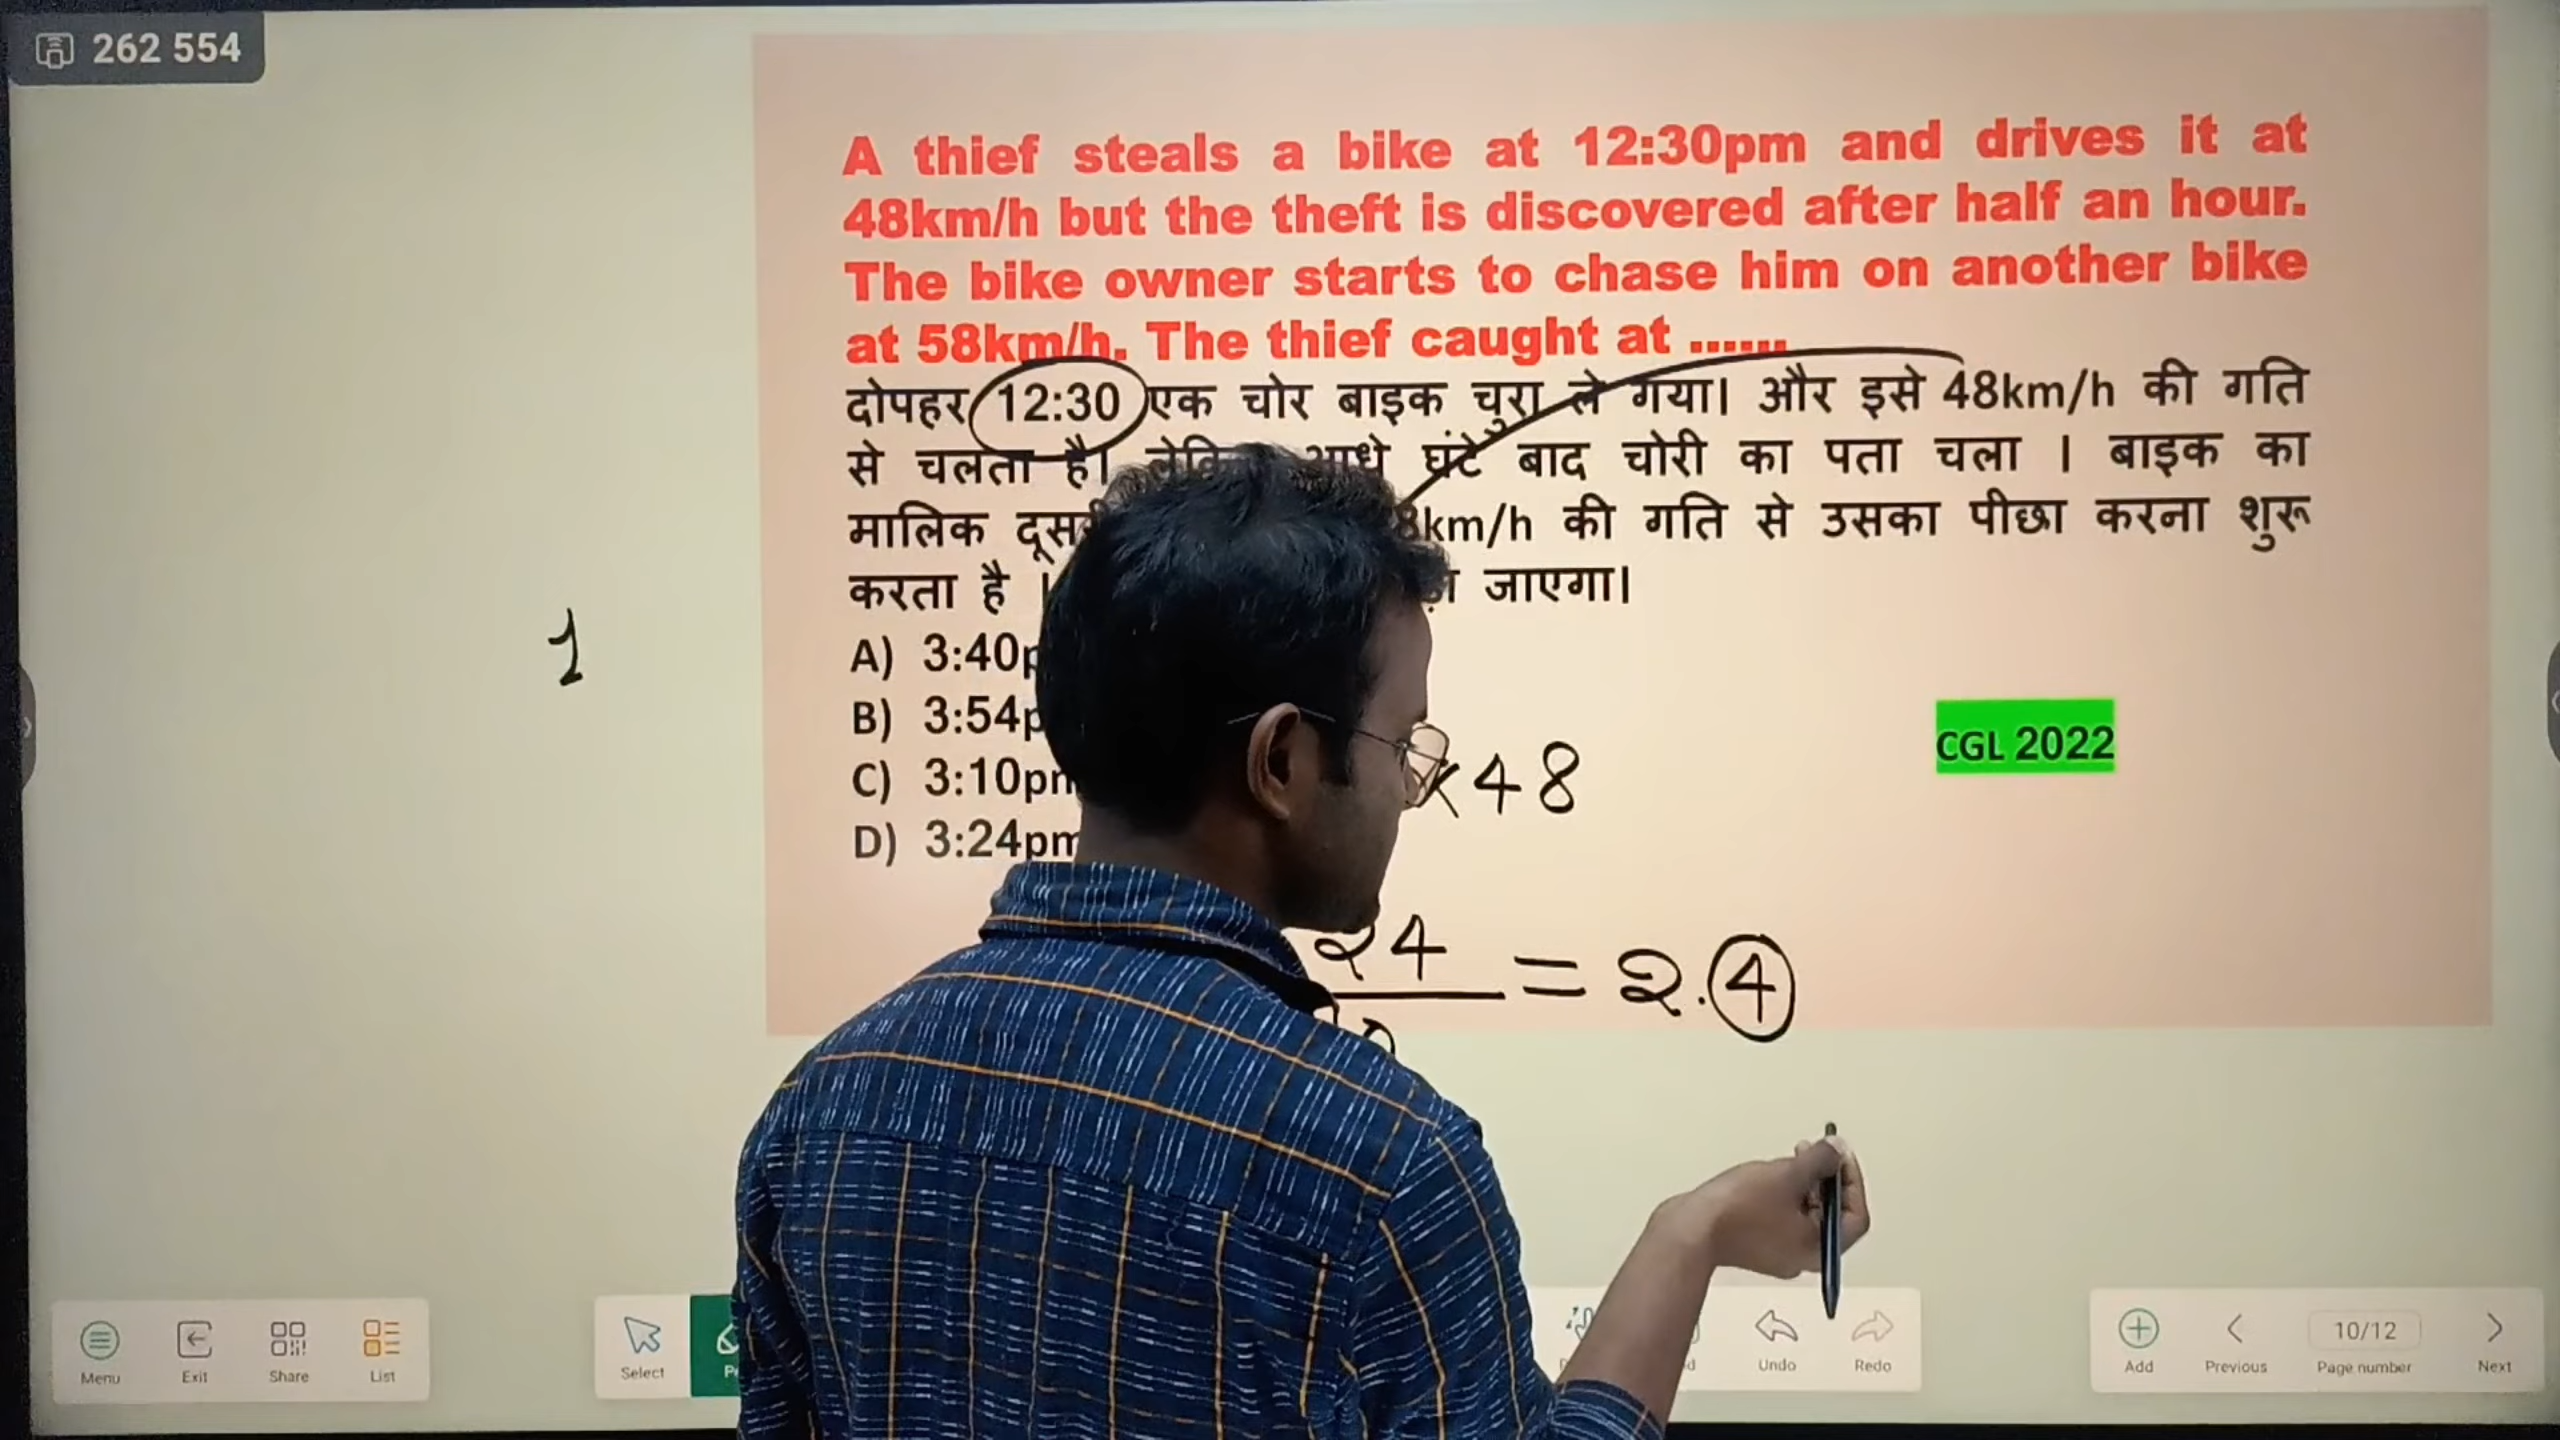 262 554
A thief steals a bike at 12:30pm and drives it at
48km/h but the theft is discovered after half an hour.
The bike owner starts to chase him on another bike
at 58km/h. The thief caught at ......
दोपहर 12:30 एक चोर बाइक चुरा ले गया। और इसे 48km/h की गति
से चलता है। आधे घंटे बाद चोरी का पता चला । बाइक का
मालिक km/h की गति से उसका पीछा करना शुरू
करता है । जाएगा।
1
A) 3:40
B) 3:54
CGL 2022
C) 3:10pm
×48
D) 3:24pm
24
= 2.4
Menu
Exit
Share
List
Select
Undo
Redo
Add
Previous
10/12
Page number
Next